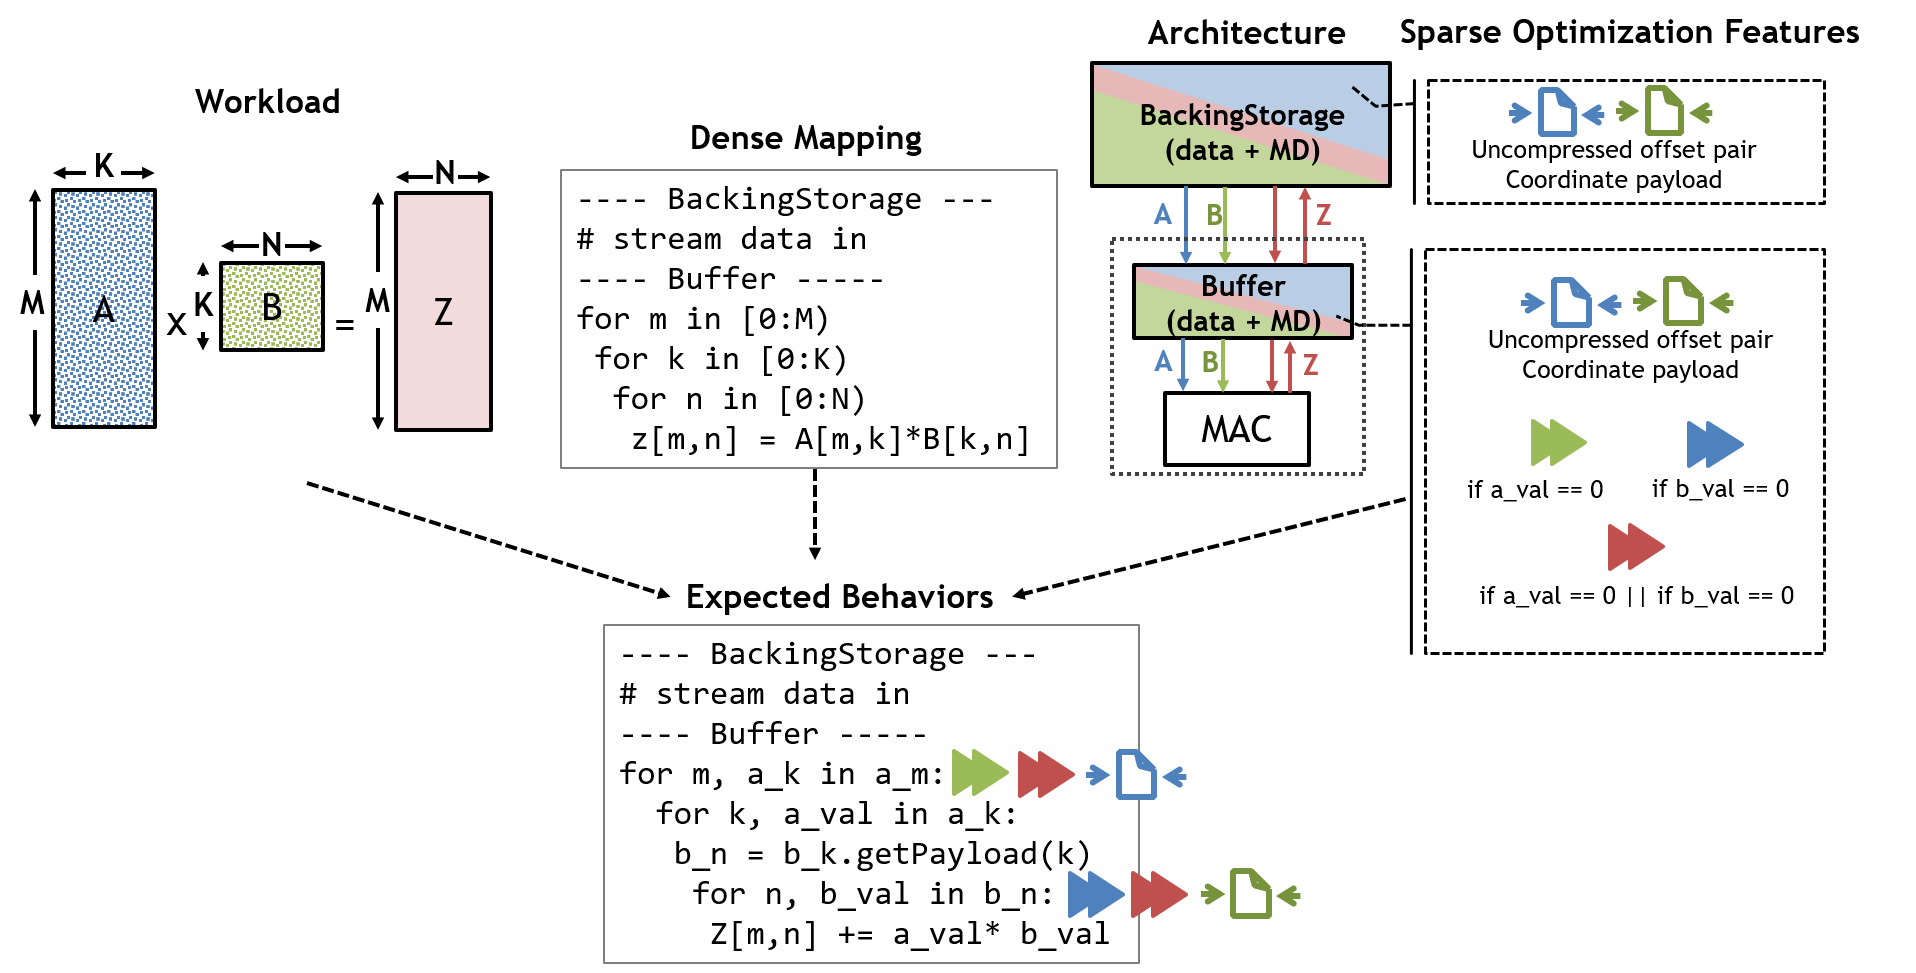 Workload
K
M
A
x
N
K
B
=
N
M
Z
Dense Mapping
---- BackingStorage ---
# stream data in
---- Buffer -----
for m in [0:M)
for k in [0:K)
for n in [0:N)
z[m,n] = A[m,k]*B[k,n]
Architecture
BackingStorage
(data + MD)
A
B
Z
Buffer
(data + MD)
A
B
Z
MAC
Sparse Optimization Features
Uncompressed offset pair
Coordinate payload
Uncompressed offset pair
Coordinate payload
if a_val == 0
if b_val == 0
if a_val == 0 || if b_val == 0
Expected Behaviors
---- BackingStorage ---
# stream data in
---- Buffer -----
for m, a_k in a_m:
for k, a_val in a_k:
b_n = b_k.getPayload(k)
for n, b_val in b_n:
Z[m,n] += a_val* b_val